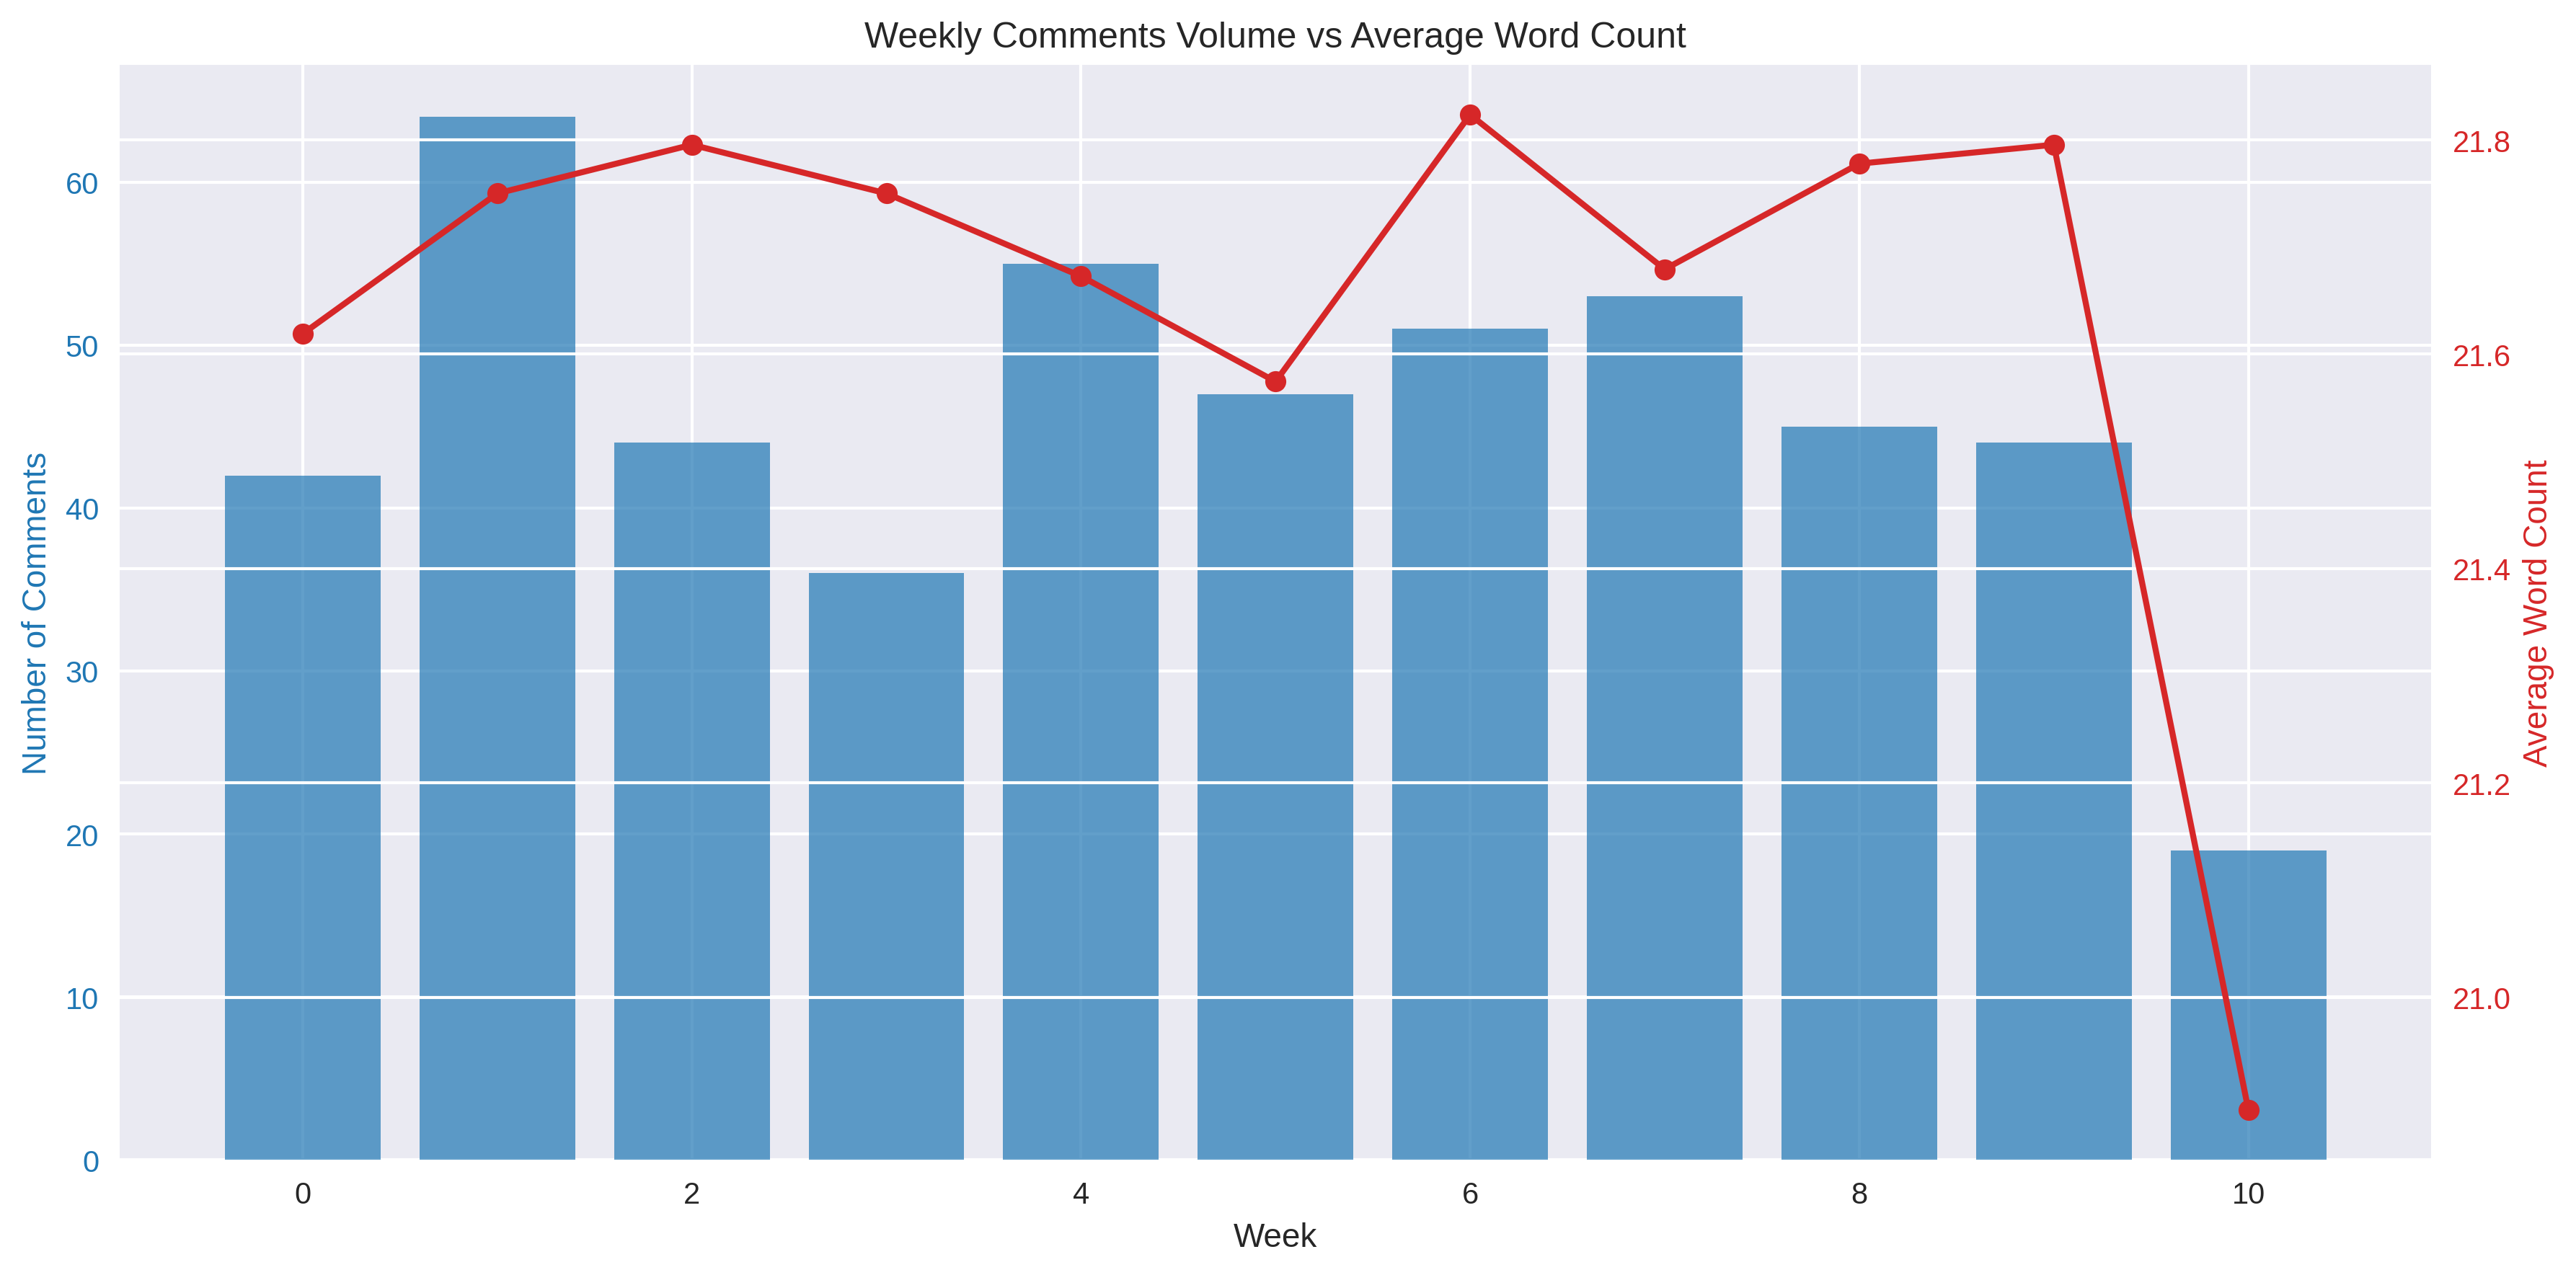 Weekly Comments Volume vs Average Word Count
Number of Comments
60
50
40
30
20
10
0
21.8
21.6
21.4
21.2
21.0
Average Word Count
0 2 4 6 8 10
Week